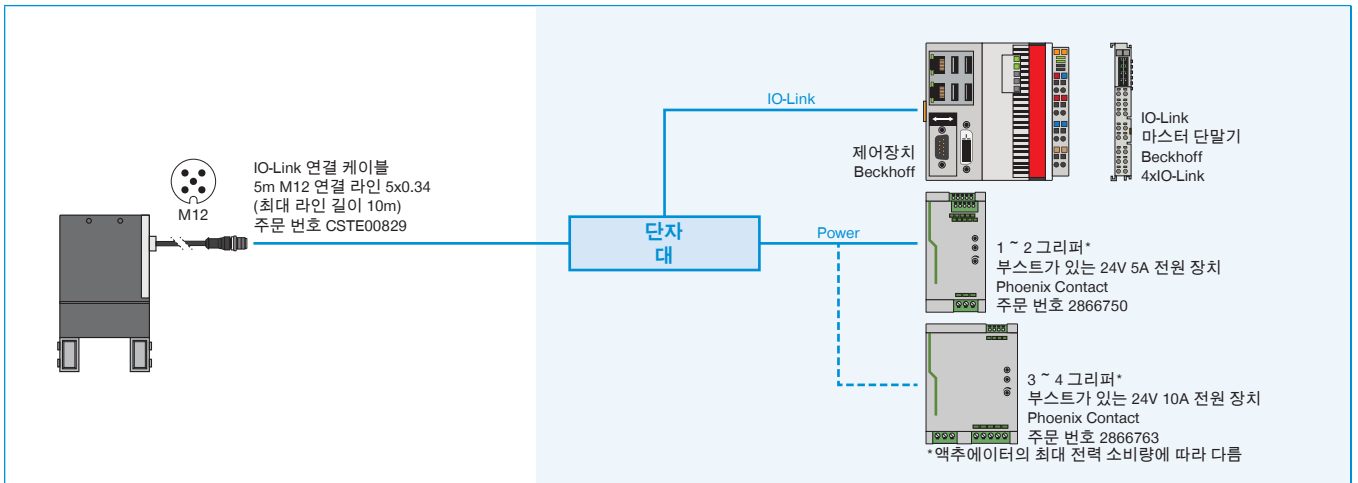 M12
IO-Link 연결 케이블
5m M12 연결 라인 5x0.34
(최대 라인 길이 10m)
주문 번호 CSTE00829
단자
대
IO-Link
Power
제어장치
Beckhoff
IO-Link
마스터 단말기
Beckhoff
4xIO-Link
1 ~ 2 그리퍼*
부스트가 있는 24V 5A 전원 장치
Phoenix Contact
주문 번호 2866750
3 ~ 4 그리퍼*
부스트가 있는 24V 10A 전원 장치
Phoenix Contact
주문 번호 2866763
*액추에이터의 최대 전력 소비량에 따라 다름